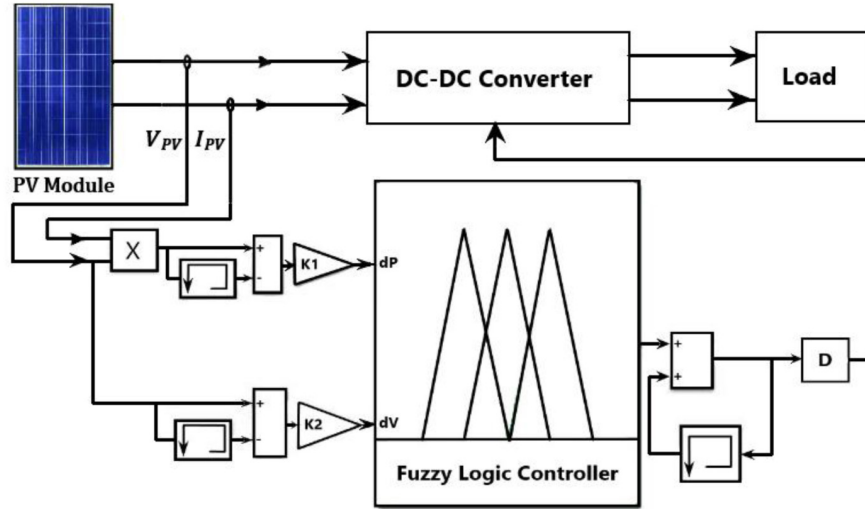 DC-DC Converter
Load
V_PV I_PV
PV Module
X
+
-
K1
dP
+
+
D
+
-
K2
dV
Fuzzy Logic Controller